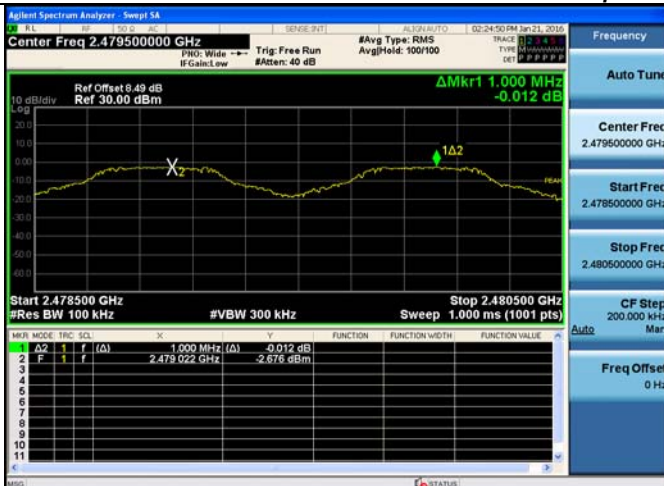 Agilent Spectrum Analyzer - Swept SA
RL RF 50 Ω AC SENSE:INT ALIGN AUTO 02:24:50 PM Jan 21, 2016
Center Freq 2.479500000 GHz
PNO: Wide
IFGain:Low
Trig: Free Run
#Atten: 40 dB
#Avg Type: RMS
Avg|Hold: 100/100
TRACE 1 2 3 4 5 6
TYPE M
DET P P P P P P
Ref Offset 8.49 dB
Ref 30.00 dBm
10 dB/div
Log
ΔMkr1 1.000 MHz
-0.012 dB
20.0
10.0
0.00
-10.0
-20.0
-30.0
-40.0
-50.0
-60.0
X2
1Δ2
PEAK
Start 2.478500 GHz
Stop 2.480500 GHz
#Res BW 100 kHz
#VBW 300 kHz
Sweep 1.000 ms (1001 pts)
MKR MODE TRC SCL X Y FUNCTION FUNCTION WIDTH FUNCTION VALUE
1 Δ2 1 f (Δ) 1.000 MHz (Δ) -0.012 dB
2 F 1 f 2.479 022 GHz -2.676 dBm
3
4
5
6
7
8
9
10
11
MSG
STATUS
Frequency
Auto Tune
Center Freq
2.479500000 GHz
Start Freq
2.478500000 GHz
Stop Freq
2.480500000 GHz
CF Step
200.000 kHz
Auto Man
Freq Offset
0 Hz